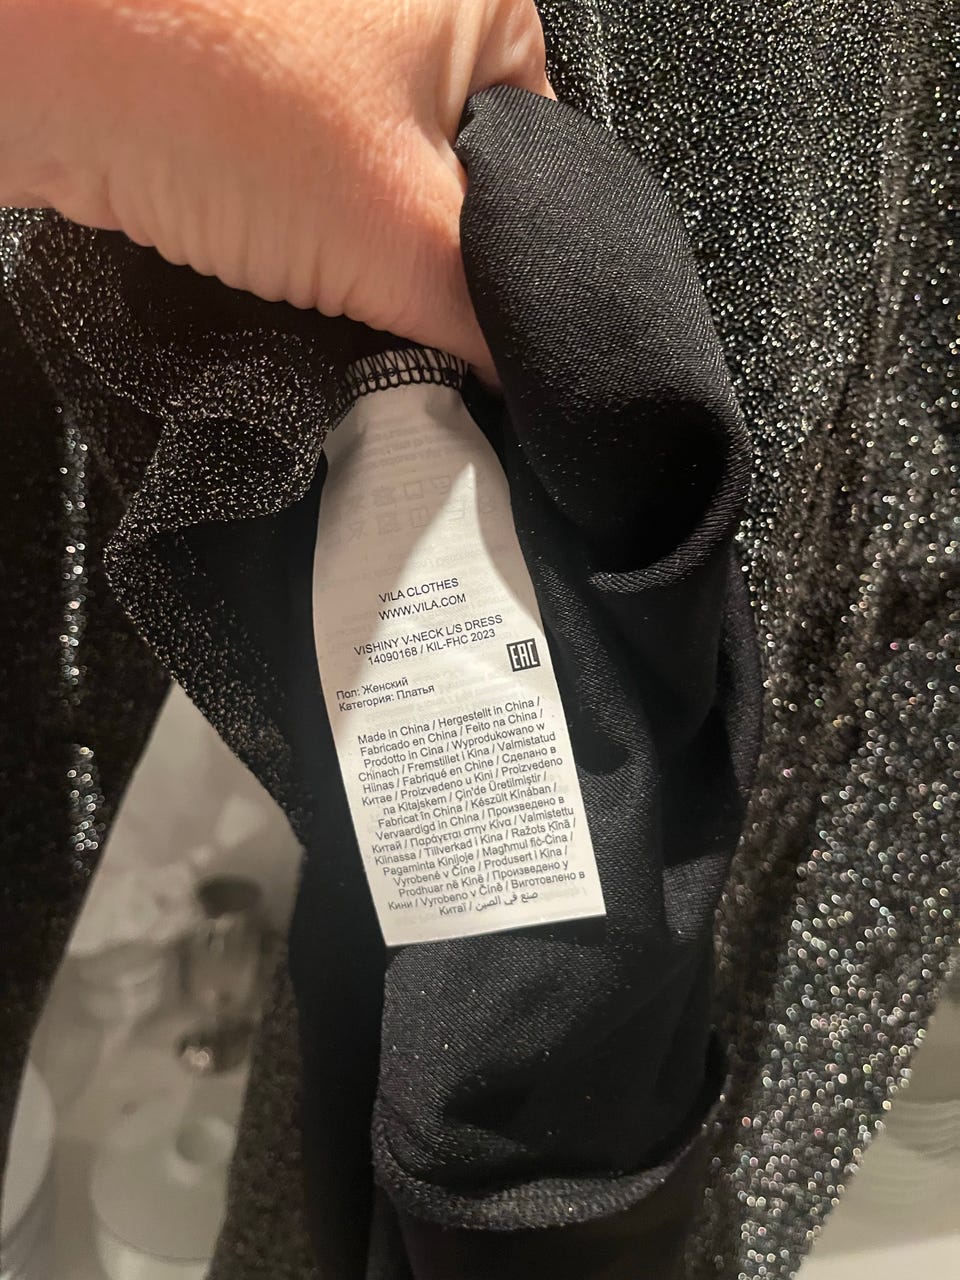 VILA CLOTHES
WWW.VILA.COM
VISHINY V-NECK L/S DRESS
14090168 / KIL-FHC 2023
EAC
Пол: Женский
Категория: Платья
Made in China / Hergestellt in China /
Fabricado en China / Feito na China /
Prodotto in Cina / Wyprodukowano w
Chinach / Fremstillet i Kina / Valmistatud
Hiinas / Fabriqué en Chine / Сделано в
Китае / Proizvedeno u Kini / Proizvedeno
na Kitajskem / Çin'de Üretilmiştir /
Fabricat în China / Készült Kínában /
Vervaardigd in China / Произведено в
Китай / Παράγεται στην Κίνα / Valmistettu
Kiinassa / Tillverkad i Kina / Ražots Ķīnā /
Pagaminta Kinijoje / Magħmul fiċ-Ċina /
Vyrobené v Číne / Produsert i Kina /
Prodhuar në Kinë / Произведено у
Кини / Vyrobeno v Číně / Виготовлено в
Китаї / صنع في الصين